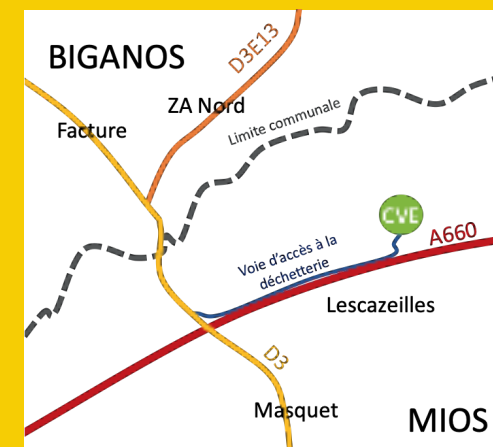 BIGANOS
D3E13
ZA Nord
Facture
Limite communale
CVE
A660
Voie d'accès à la
déchetterie
Lescazeilles
D3
Masquet
MIOS